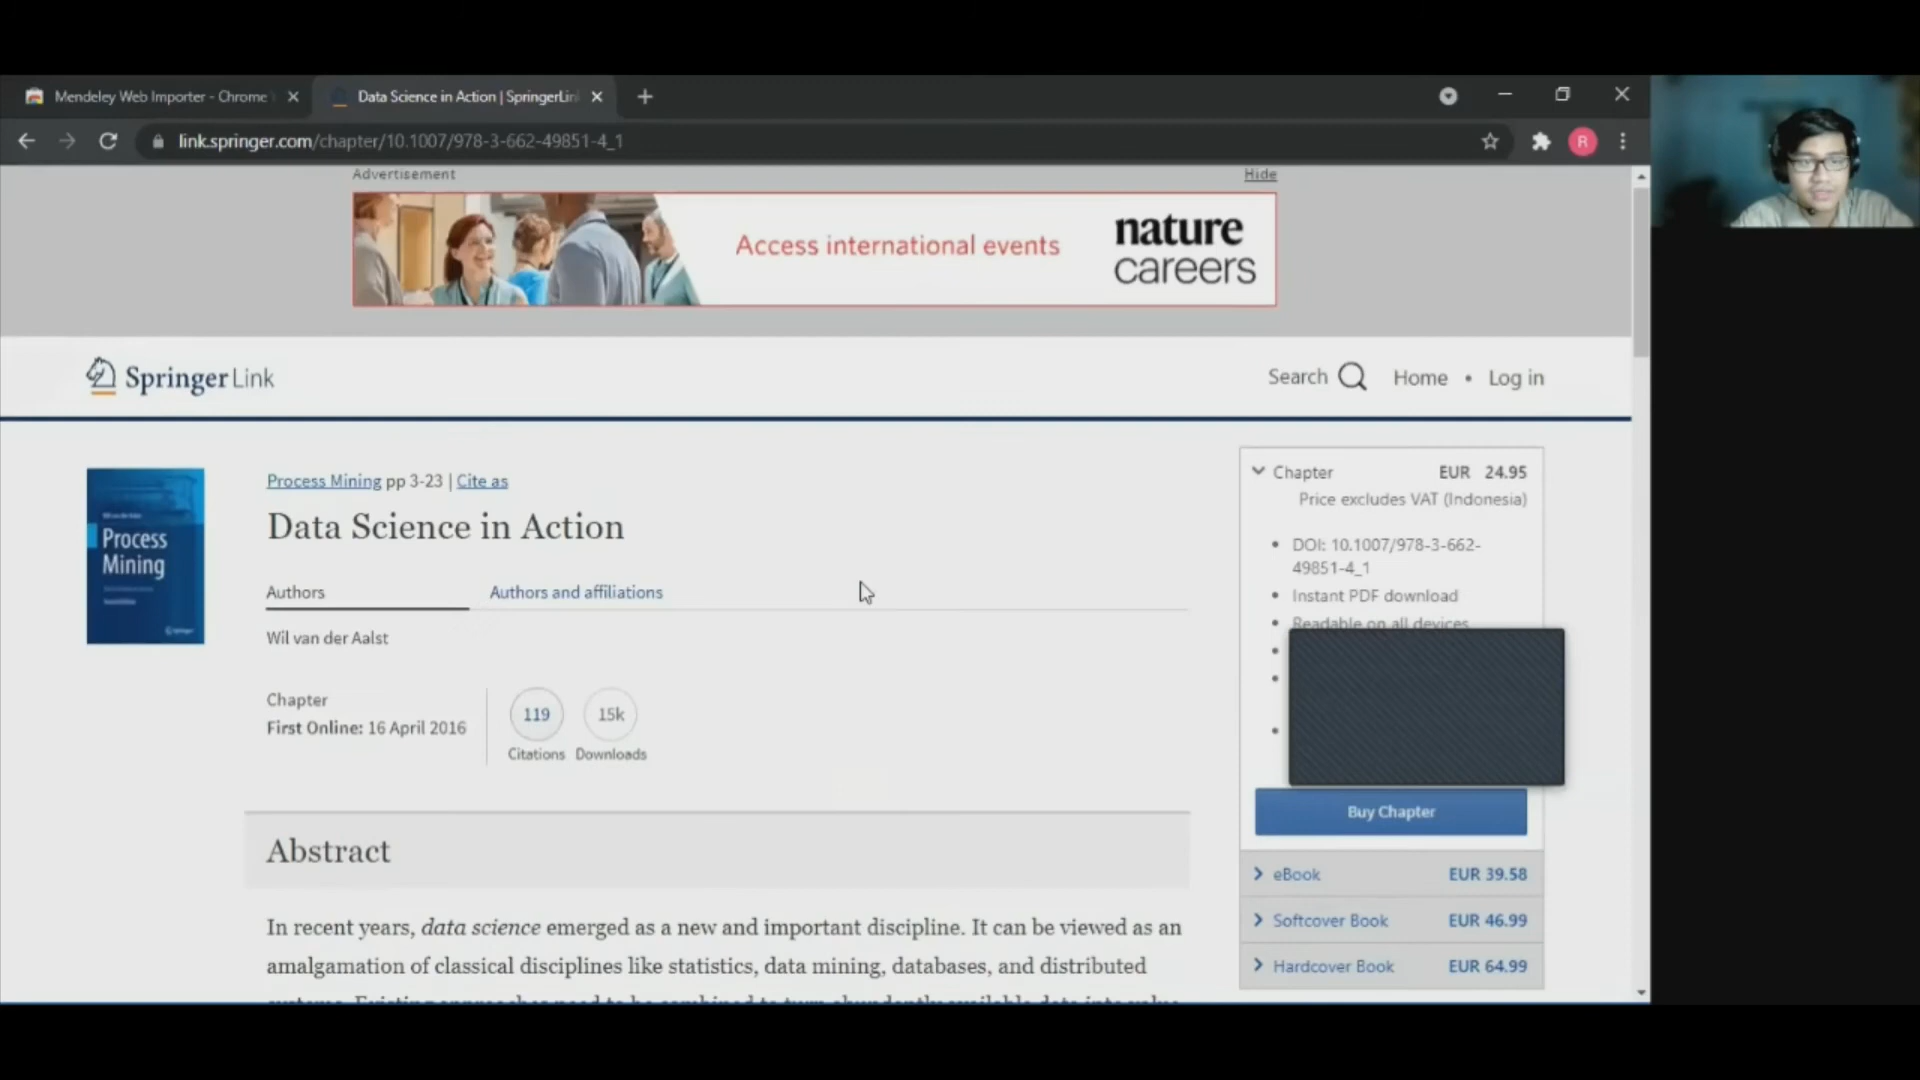 Mendeley Web Importer - Chrome
Data Science in Action | SpringerLin
link.springer.com/chapter/10.1007/978-3-662-49851-4_1
R
Advertisement
Hide
Access international events
nature
careers
Springer Link
Search
Home • Log in
Process Mining pp 3-23 | Cite as
Data Science in Action
Authors
Authors and affiliations
Wil van der Aalst
Chapter
First Online: 16 April 2016
119
Citations
15k
Downloads
Process
Mining
Springer
Abstract
In recent years, data science emerged as a new and important discipline. It can be viewed as an
amalgamation of classical disciplines like statistics, data mining, databases, and distributed
Chapter EUR 24.95
Price excludes VAT (Indonesia)
DOI: 10.1007/978-3-662-
49851-4_1
Instant PDF download
Readable on all devices
Buy Chapter
eBook EUR 39.58
Softcover Book EUR 46.99
Hardcover Book EUR 64.99